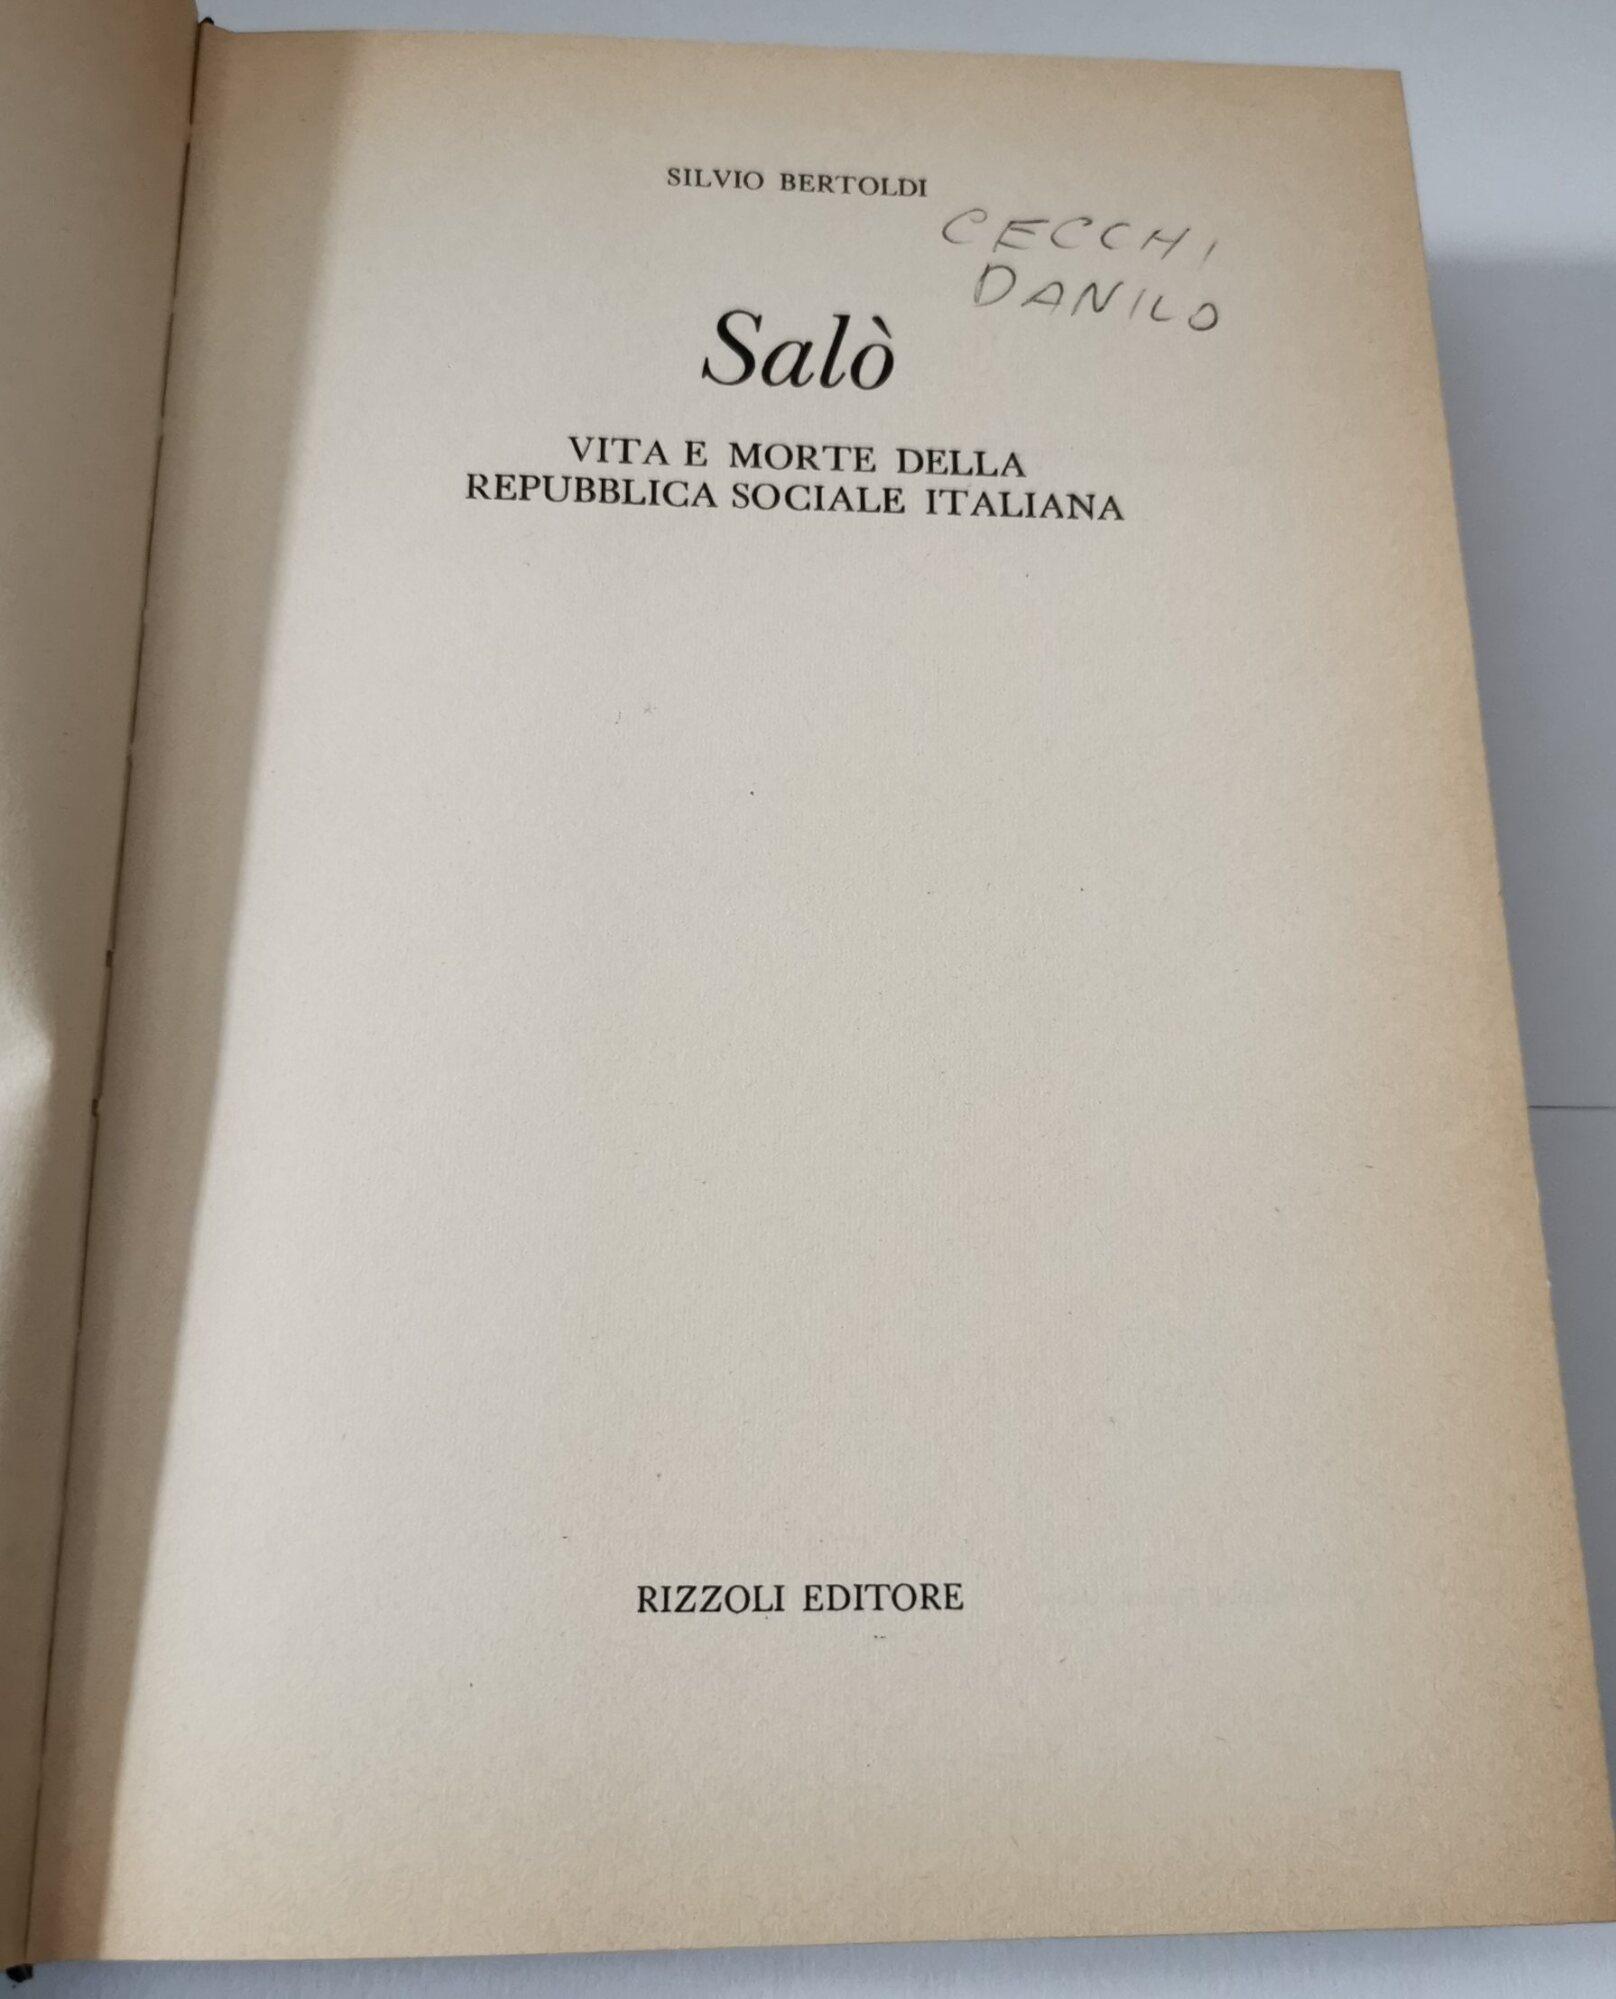 SILVIO BERTOLDI
CECCHI
DANILO
Salò
VITA E MORTE DELLA
REPUBBLICA SOCIALE ITALIANA
RIZZOLI EDITORE